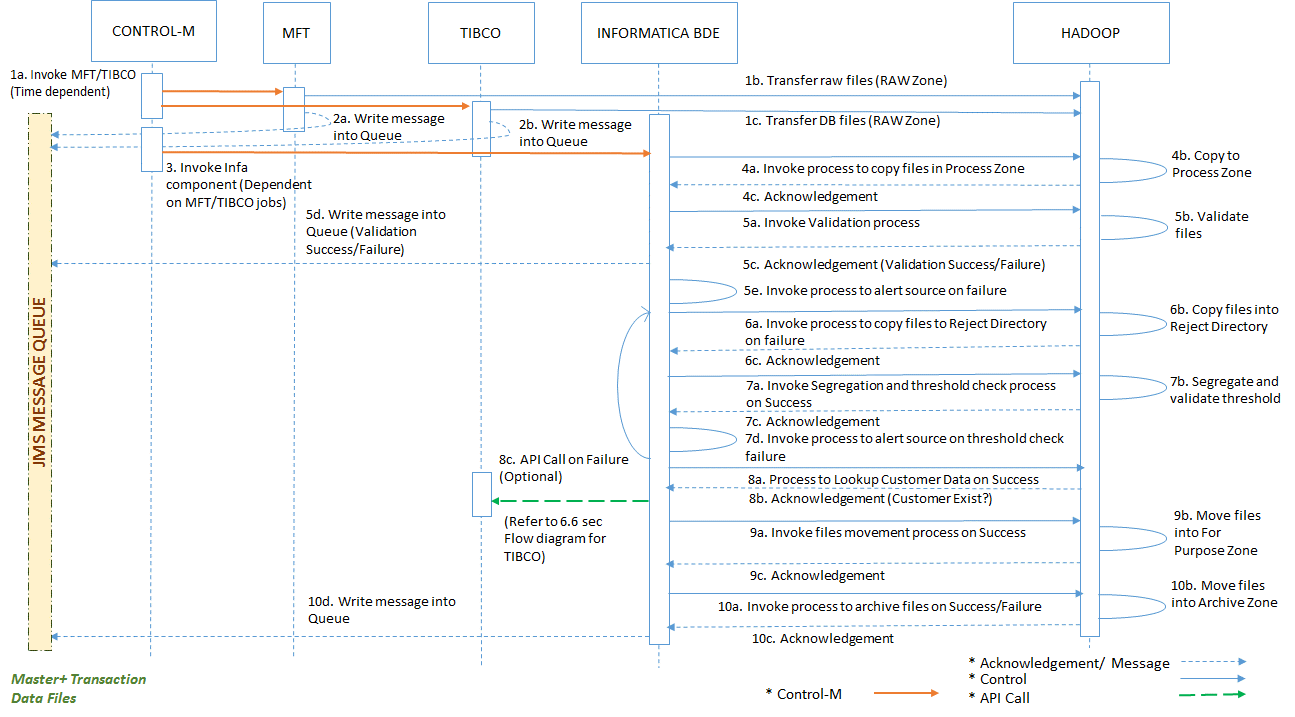 CONTROL-M
MFT
TIBCO
INFORMATICA BDE
HADOOP
1a. Invoke MFT/TIBCO
(Time dependent)
1b. Transfer raw files (RAW Zone)
1c. Transfer DB files (RAW Zone)
2a. Write message
into Queue
2b. Write message
into Queue
3. Invoke Infa
component (Dependent
on MFT/TIBCO jobs)
4a. Invoke process to copy files in Process Zone
4b. Copy to
Process Zone
4c. Acknowledgement
5a. Invoke Validation process
5b. Validate
files
5d. Write message into
Queue (Validation
Success/Failure)
5c. Acknowledgement (Validation Success/Failure)
5e. Invoke process to alert source on failure
6a. Invoke process to copy files to Reject Directory
on failure
6b. Copy files into
Reject Directory
6c. Acknowledgement
7a. Invoke Segregation and threshold check process
on Success
7b. Segregate and
validate threshold
7c. Acknowledgement
7d. Invoke process to alert source on threshold check
failure
JMS MESSAGE QUEUE
8c. API Call on Failure
(Optional)
8a. Process to Lookup Customer Data on Success
8b. Acknowledgement (Customer Exist?)
(Refer to 6.6 sec
Flow diagram for
TIBCO)
9a. Invoke files movement process on Success
9b. Move files
into For
Purpose Zone
9c. Acknowledgement
10d. Write message into
Queue
10a. Invoke process to archive files on Success/Failure
10b. Move files
into Archive Zone
10c. Acknowledgement
Master+ Transaction
Data Files
* Control-M
* Acknowledgement/ Message
* Control
* API Call